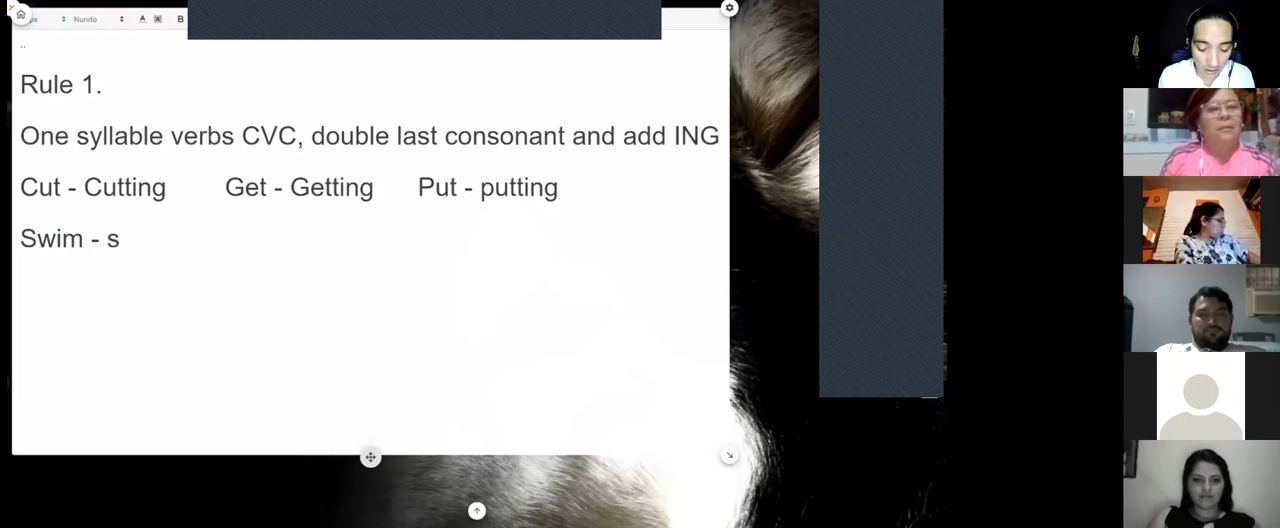 Nunito A A B
..
Rule 1.
One syllable verbs CVC, double last consonant and add ING
Cut - Cutting Get - Getting Put - putting
Swim - s